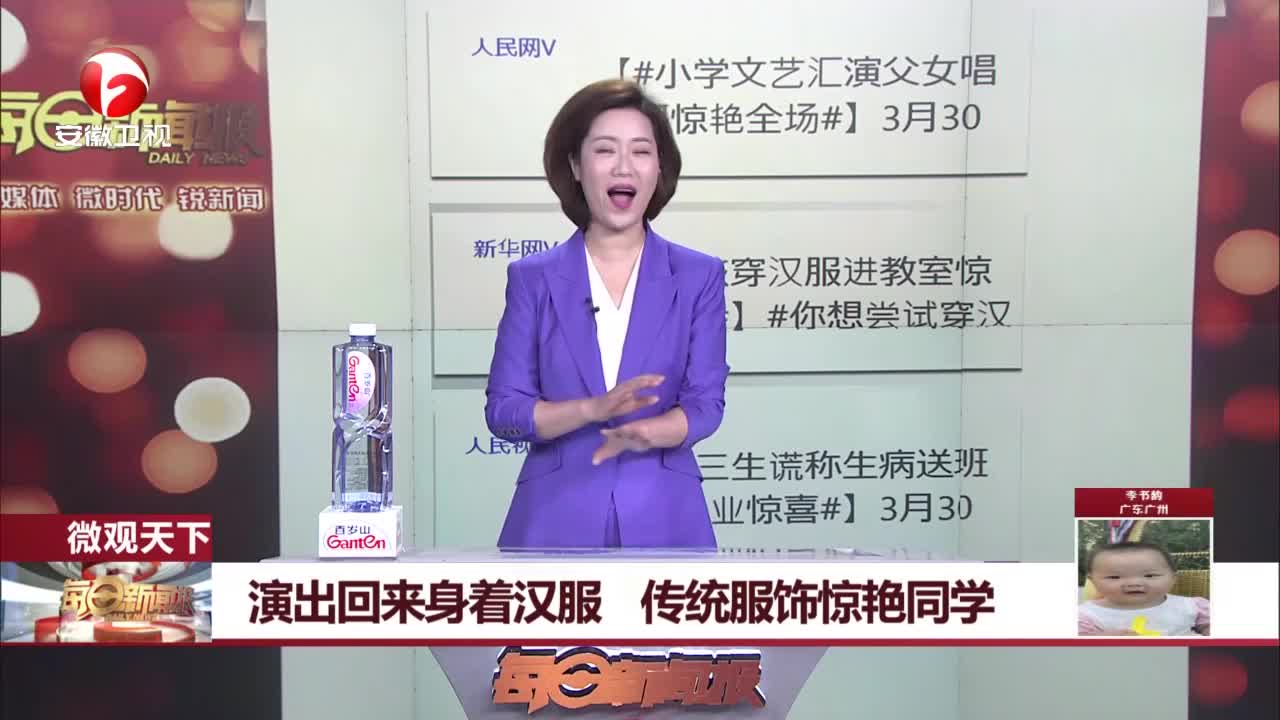 安徽卫视
每日新闻报
DAILY NEWS
媒体 微时代 锐新闻
人民网V
【#小学文艺汇演父女唱
惊艳全场#】3月30
新华网V
穿汉服进教室惊
】#你想尝试穿汉
人民视
三生谎称生病送班
业惊喜#】3月30
百岁山
Ganten
百岁山
Ganten
李书韵
广东广州
微观天下
每日新闻报
演出回来身着汉服 传统服饰惊艳同学
每日新闻报